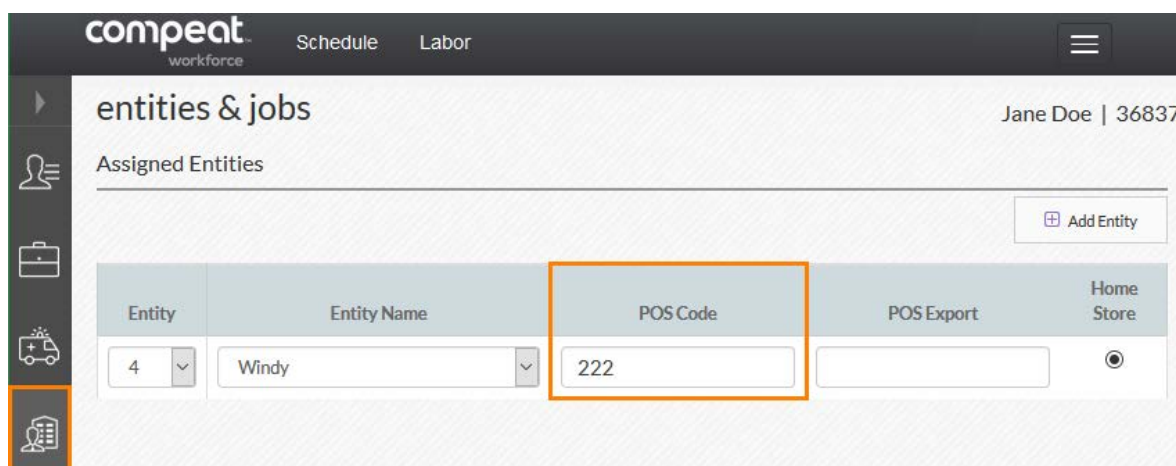 compeat
workforce
Schedule Labor
entities & jobs
Jane Doe | 36837
Assigned Entities
Add Entity
Entity Entity Name POS Code POS Export Home Store
4 Windy 222